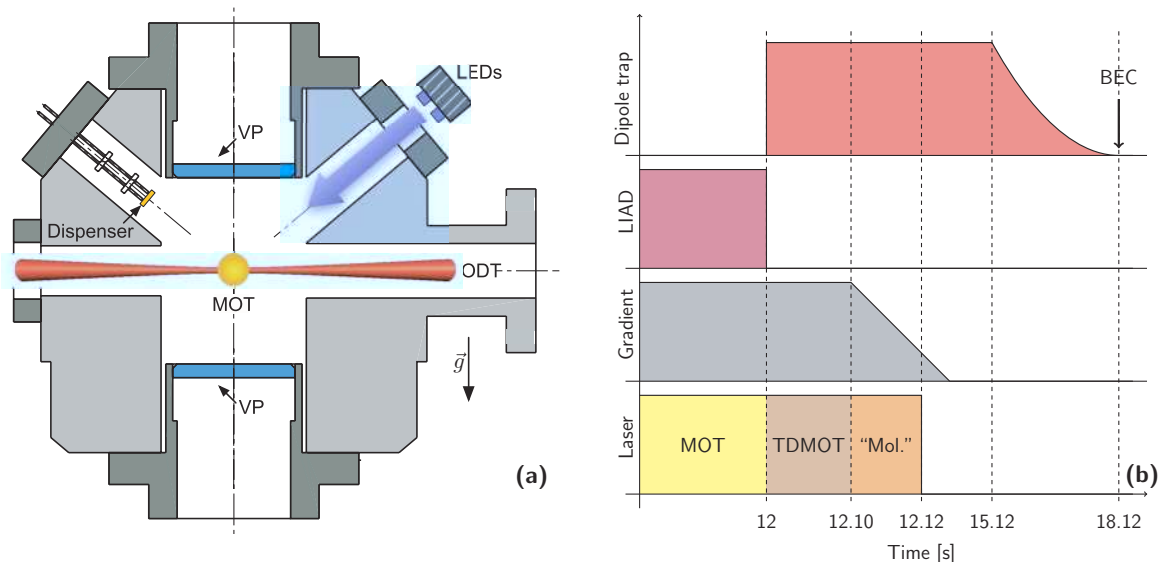 LEDs
VP
Dispenser
ODT
MOT
g⃗
VP
(a)
Dipole trap
BEC
LIAD
Gradient
Laser
MOT
TDMOT
“Mol.”
(b)
12
12.10
12.12
15.12
18.12
Time [s]